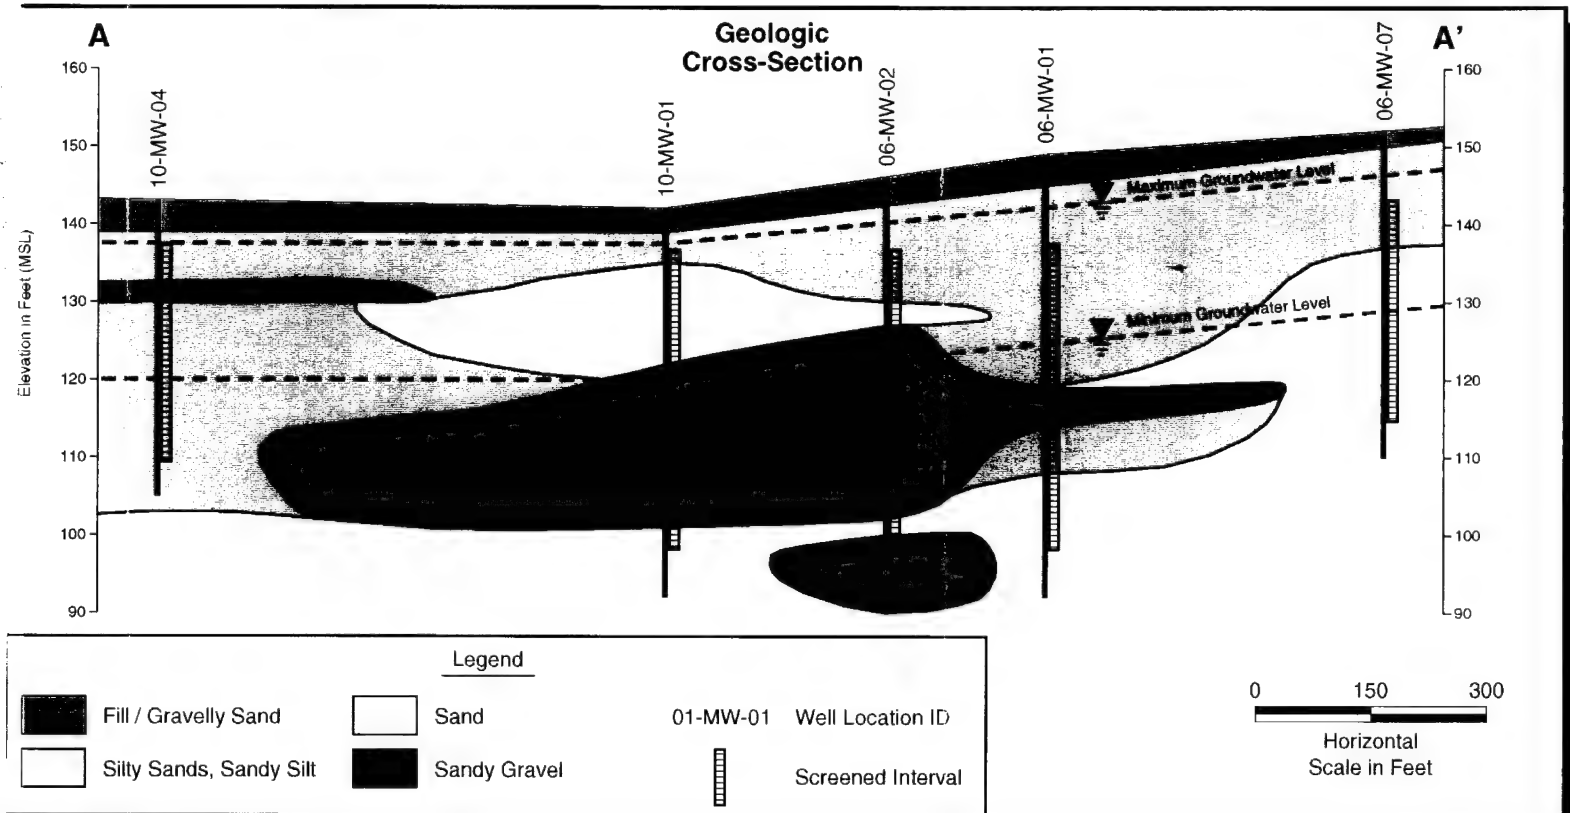 A
Geologic
Cross-Section
A'
10-MW-04
10-MW-01
06-MW-02
06-MW-01
06-MW-07
Elevation in Feet (MSL)
160
150
140
130
120
110
100
90
160
150
140
130
120
110
100
90
Maximum Groundwater Level
Minimum Groundwater Level
Legend
Fill / Gravelly Sand
Sand
01-MW-01 Well Location ID
Silty Sands, Sandy Silt
Sandy Gravel
Screened Interval
0 150 300
Horizontal
Scale in Feet